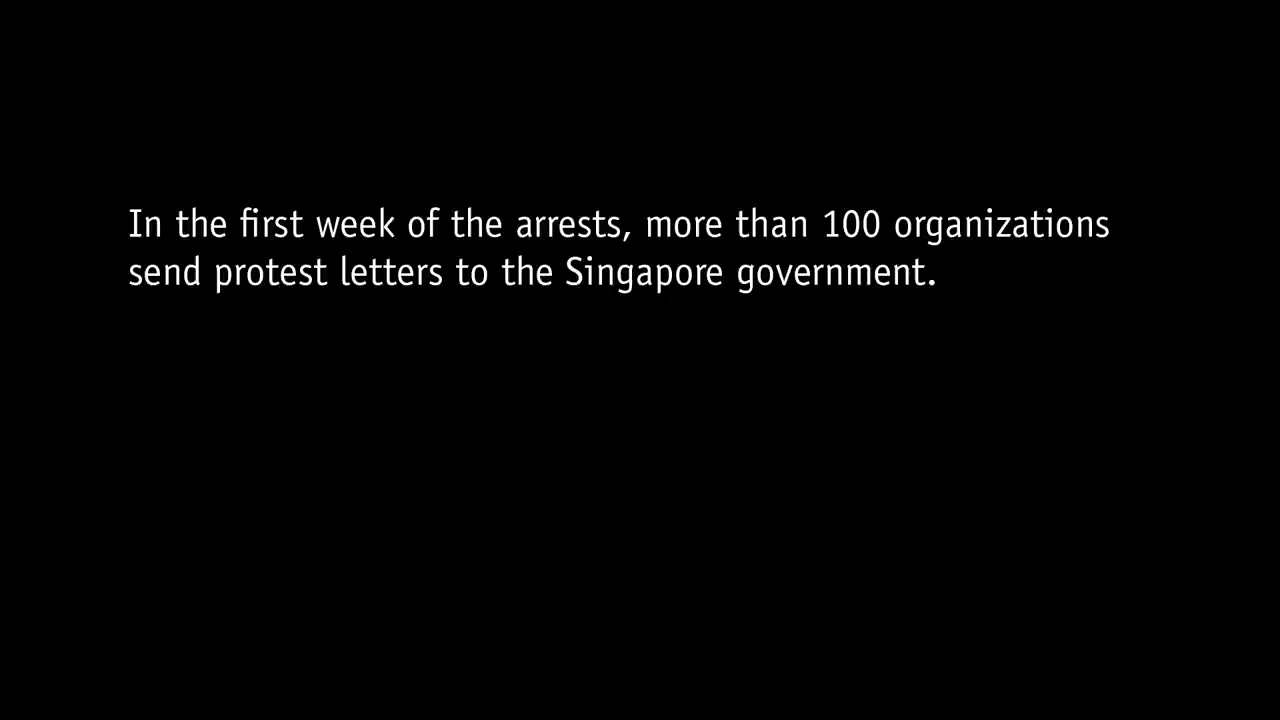 In the first week of the arrests, more than 100 organizations
send protest letters to the Singapore government.